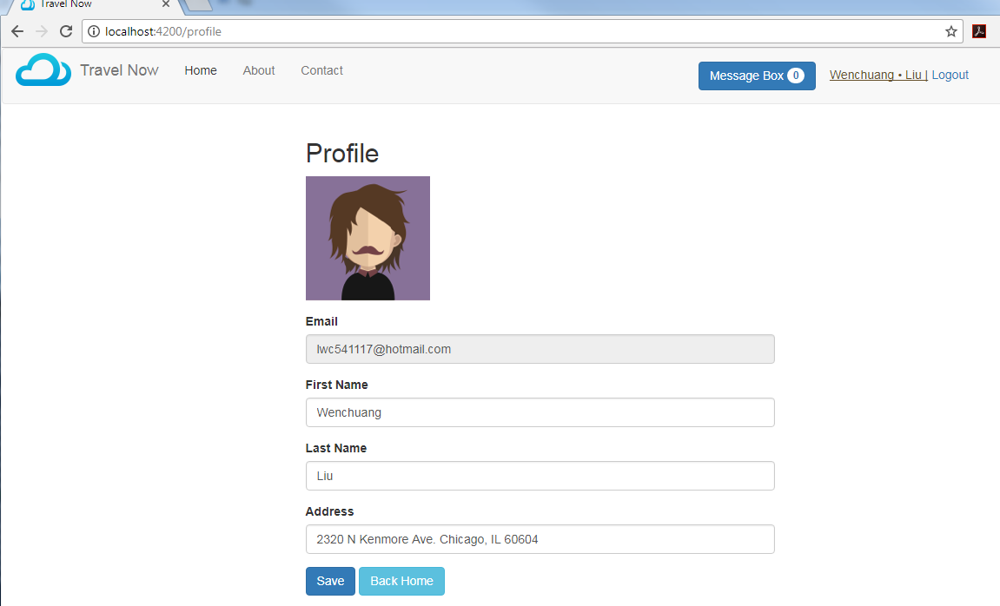 Travel Now
localhost:4200/profile
Travel Now Home About Contact Message Box 0 Wenchuang • Liu | Logout
Profile
Email
lwc541117@hotmail.com
First Name
Wenchuang
Last Name
Liu
Address
2320 N Kenmore Ave. Chicago, IL 60604
Save Back Home